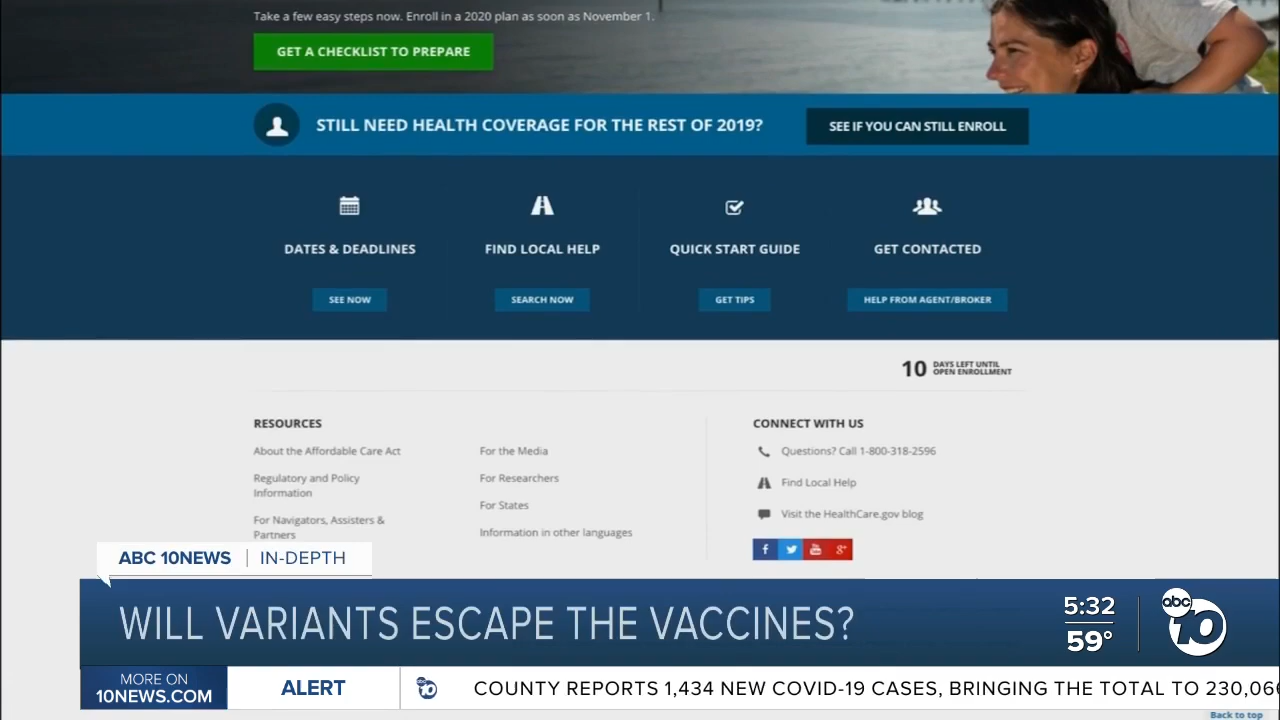 Take a few easy steps now. Enroll in a 2020 plan as soon as November 1.
GET A CHECKLIST TO PREPARE
STILL NEED HEALTH COVERAGE FOR THE REST OF 2019?
SEE IF YOU CAN STILL ENROLL
DATES & DEADLINES
FIND LOCAL HELP
QUICK START GUIDE
GET CONTACTED
SEE NOW
SEARCH NOW
GET TIPS
HELP FROM AGENT/BROKER
10 DAYS LEFT UNTIL
OPEN ENROLLMENT
RESOURCES
About the Affordable Care Act
Regulatory and Policy
Information
For Navigators, Assisters &
Partners
For the Media
For Researchers
For States
Information in other languages
CONNECT WITH US
Questions? Call 1-800-318-2596
Find Local Help
Visit the HealthCare.gov blog
ABC 10NEWS | IN-DEPTH
WILL VARIANTS ESCAPE THE VACCINES?
5:32
59°
abc
10
MORE ON
10NEWS.COM
ALERT
abc
10
COUNTY REPORTS 1,434 NEW COVID-19 CASES, BRINGING THE TOTAL TO 230,06
Back to top